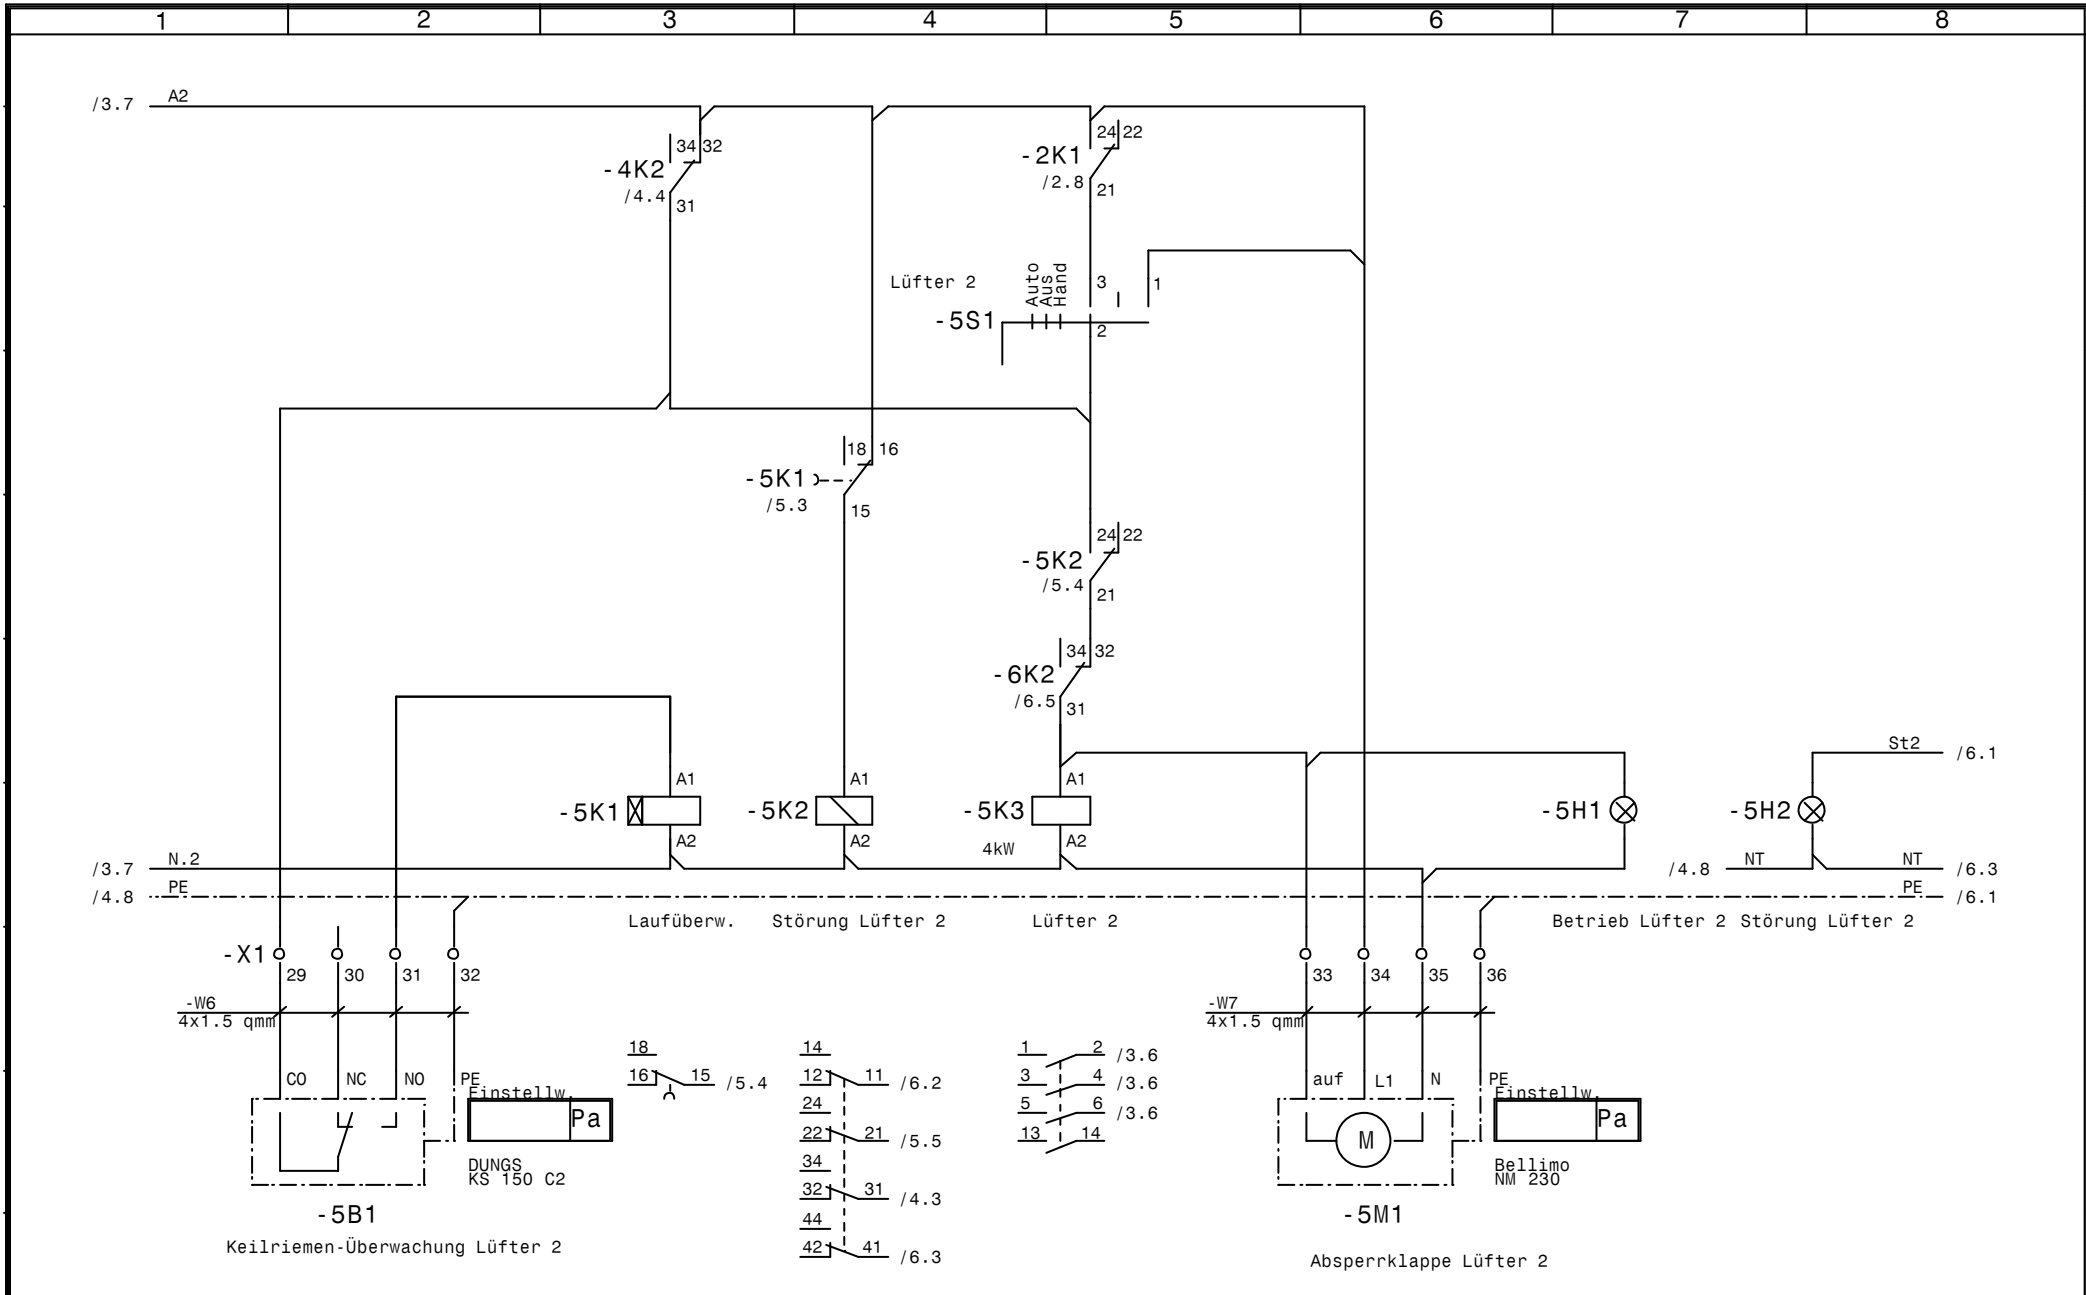 1 2 3 4 5 6 7 8
/3.7 A2
34 32 24 22
-4K2 -2K1
/4.4 /2.8
31 21
Lüfter 2 Auto Aus Hand 3 1
-5S1
2
18 16
-5K1
/5.3
15
24 22
-5K2
/5.4
21
34 32
-6K2
/6.5
31
St2 /6.1
A1 A1 A1
-5K1 -5K2 -5K3 -5H1 -5H2
A2 A2 A2
4kW
/3.7 N.2 /4.8 NT NT /6.3
/4.8 PE PE /6.1
Laufüberw. Störung Lüfter 2 Lüfter 2 Betrieb Lüfter 2 Störung Lüfter 2
-X1
29 30 31 32 33 34 35 36
-W6 -W7
4x1.5 qmm 4x1.5 qmm
18 14 1 2 /3.6
16 15 /5.4 12 11 /6.2 3 4 /3.6
CO NC NO PE auf L1 N PE
Einstellw. Einstellw.
24 5 6 /3.6
Pa Pa
22 21 /5.5 13 14
M
34
DUNGS Bellimo
KS 150 C2 NM 230
32 31 /4.3
44
-5B1 -5M1
42 41 /6.3
Keilriemen-Überwachung Lüfter 2
Absperrklappe Lüfter 2